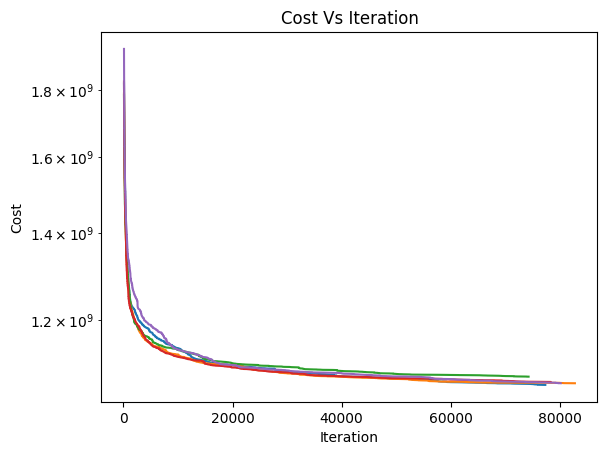 Cost Vs Iteration
Cost
1.8 × 10⁹
1.6 × 10⁹
1.4 × 10⁹
1.2 × 10⁹
0 20000 40000 60000 80000
Iteration